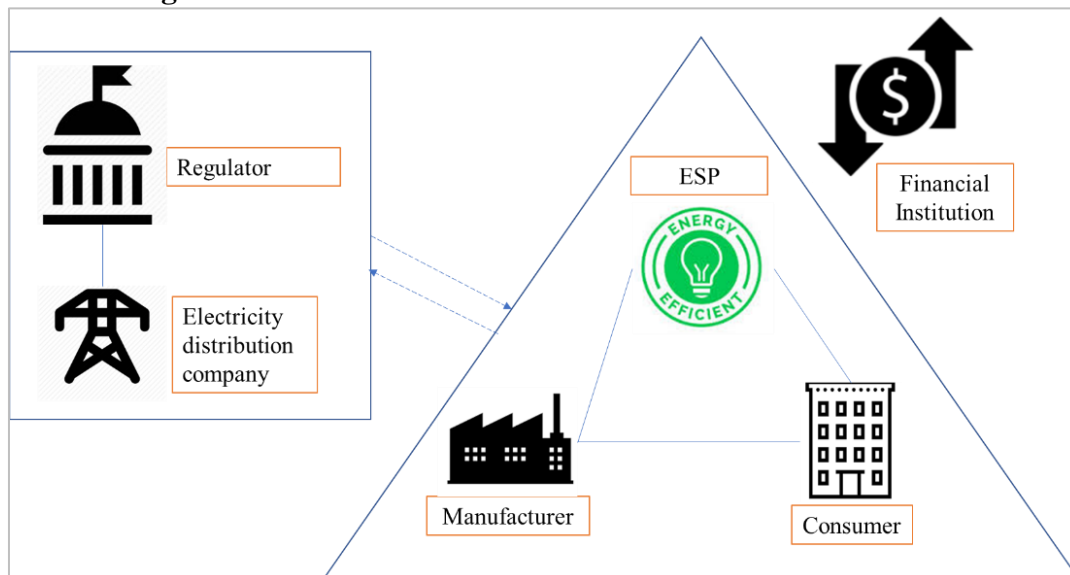 Regulator
Electricity
distribution
company
ESP
ENERGY
EFFICIENT
$
Financial
Institution
Manufacturer
Consumer